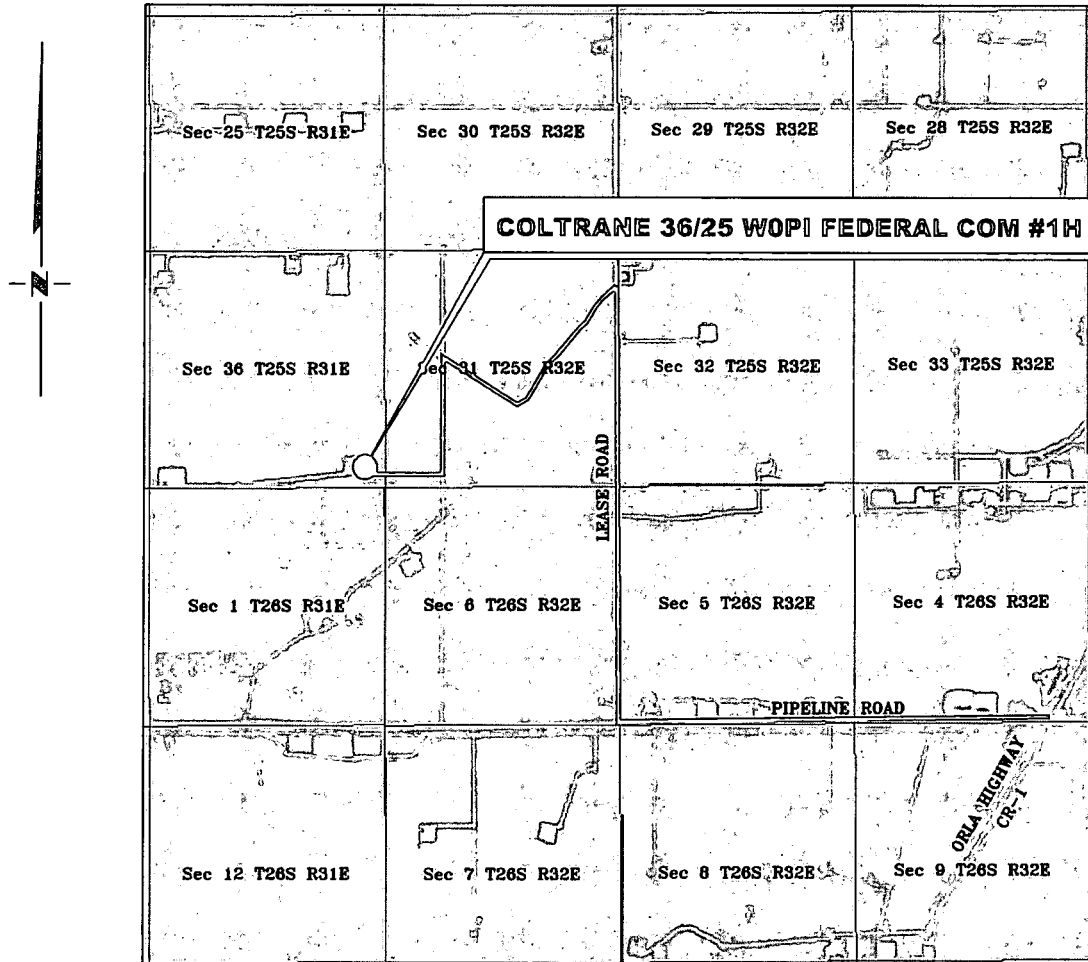 Sec 25 T25S R31E
Sec 30 T25S R32E
Sec 29 T25S R32E
Sec 28 T25S R32E
COLTRANE 36/25 W0PI FEDERAL COM #1H
N
Sec 36 T25S R31E
Sec 31 T25S R32E
Sec 32 T25S R32E
Sec 33 T25S R32E
LEASE ROAD
Sec 1 T26S R31E
Sec 6 T26S R32E
Sec 5 T26S R32E
Sec 4 T26S R32E
PIPELINE ROAD
ORLA HIGHWAY
CR-1
Sec 12 T26S R31E
Sec 7 T26S R32E
Sec 8 T26S R32E
Sec 9 T26S R32E